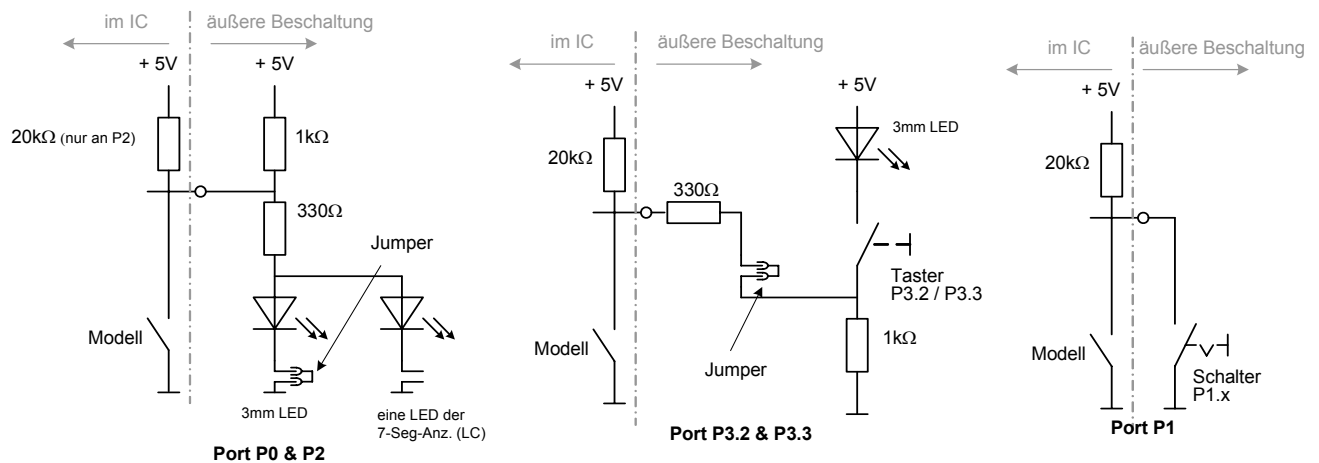 im IC
äußere Beschaltung
+ 5V
+ 5V
20kΩ (nur an P2)
1kΩ
330Ω
Jumper
Modell
3mm LED
eine LED der
7-Seg-Anz. (LC)
Port P0 & P2
im IC
äußere Beschaltung
+ 5V
+ 5V
3mm LED
20kΩ
330Ω
Taster
P3.2 / P3.3
Modell
Jumper
1kΩ
Port P3.2 & P3.3
im IC
äußere Beschaltung
+ 5V
20kΩ
Modell
Schalter
P1.x
Port P1